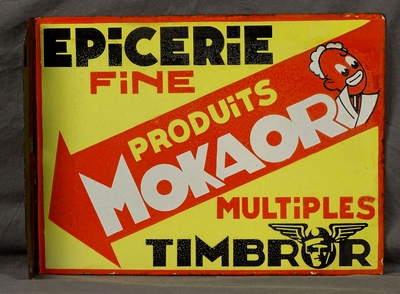 EPiCERiE
FiNE
PRODUiTS
MOKAOR
MULTiPLES
TIMBROR